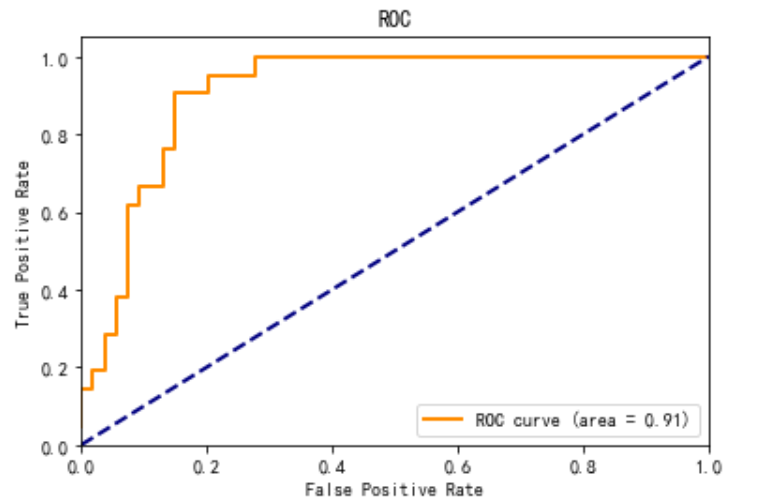 ROC
1.0
0.8
0.6
0.4
0.2
0.0
True Positive Rate
0.0 0.2 0.4 0.6 0.8 1.0
False Positive Rate
ROC curve (area = 0.91)